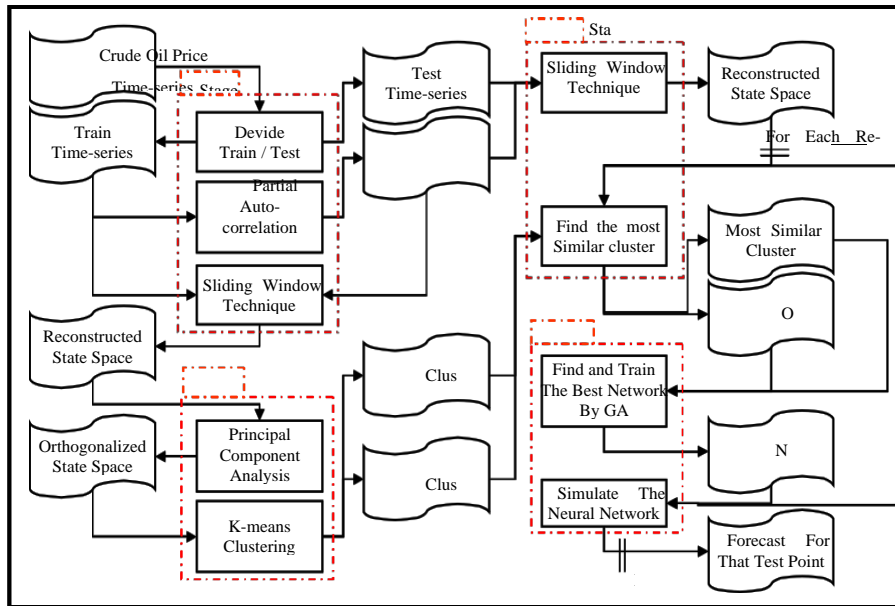 Crude Oil Price
Time-series
Stage
Train
Time-series
Devide
Train / Test
Partial
Auto-
correlation
Sliding Window
Technique
Reconstructed
State Space
Orthogonalized
State Space
Principal
Component
Analysis
K-means
Clustering
Test
Time-series
Clus
Clus
Sta
Sliding Window
Technique
Find the most
Similar cluster
Find and Train
The Best Network
By GA
Simulate The
Neural Network
Reconstructed
State Space
For Each Re-
Most Similar
Cluster
O
N
Forecast For
That Test Point